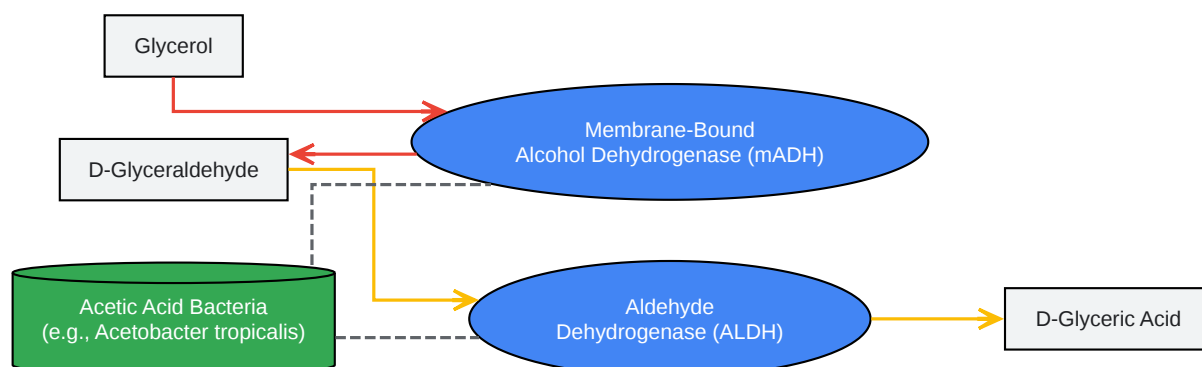 Glycerol
Membrane-Bound
Alcohol Dehydrogenase (mADH)
D-Glyceraldehyde
Acetic Acid Bacteria
(e.g., Acetobacter tropicalis)
Aldehyde
Dehydrogenase (ALDH)
D-Glyceric Acid